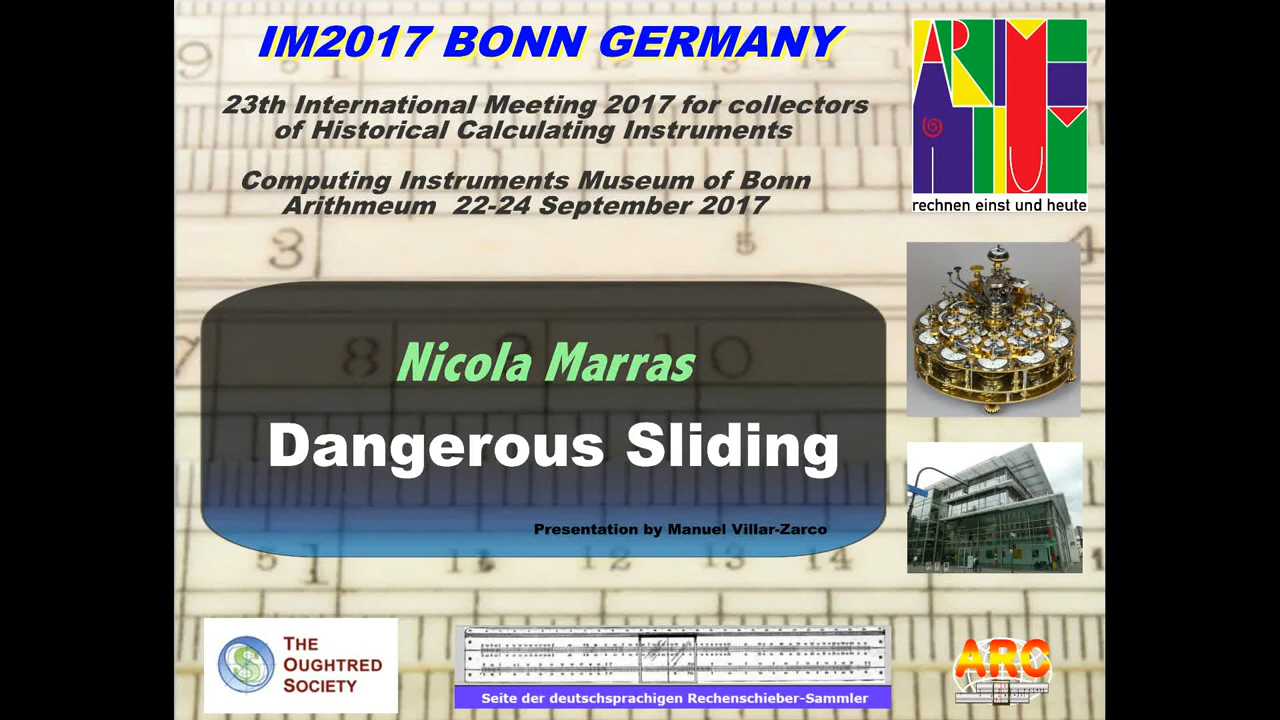 IM2017 BONN GERMANY
23th International Meeting 2017 for collectors
of Historical Calculating Instruments
Computing Instruments Museum of Bonn
Arithmeum 22-24 September 2017
ARITHMEUM
rechnen einst und heute
Nicola Marras
Dangerous Sliding
Presentation by Manuel Villar-Zarco
THE
OUGHTRED
SOCIETY
Seite der deutschsprachigen Rechenschieber-Sammler
ARC